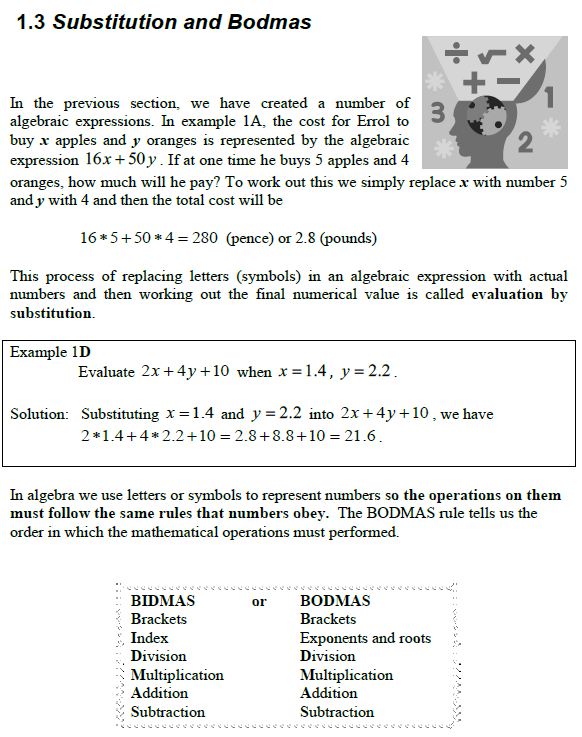 1.3 Substitution and Bodmas
÷ √ ×
* + −
3 1
* 2 *
In the previous section, we have created a number of
algebraic expressions. In example 1A, the cost for Errol to
buy x apples and y oranges is represented by the algebraic
expression 16x + 50y . If at one time he buys 5 apples and 4
oranges, how much will he pay? To work out this we simply replace x with number 5
and y with 4 and then the total cost will be
16 * 5 + 50 * 4 = 280 (pence) or 2.8 (pounds)
This process of replacing letters (symbols) in an algebraic expression with actual
numbers and then working out the final numerical value is called evaluation by
substitution.
Example 1D
Evaluate 2x + 4y + 10 when x = 1.4 , y = 2.2 .
Solution: Substituting x = 1.4 and y = 2.2 into 2x + 4y + 10 , we have
2 * 1.4 + 4 * 2.2 + 10 = 2.8 + 8.8 + 10 = 21.6 .
In algebra we use letters or symbols to represent numbers so the operations on them
must follow the same rules that numbers obey. The BODMAS rule tells us the
order in which the mathematical operations must performed.
BIDMAS or BODMAS
Brackets Brackets
Index Exponents and roots
Division Division
Multiplication Multiplication
Addition Addition
Subtraction Subtraction